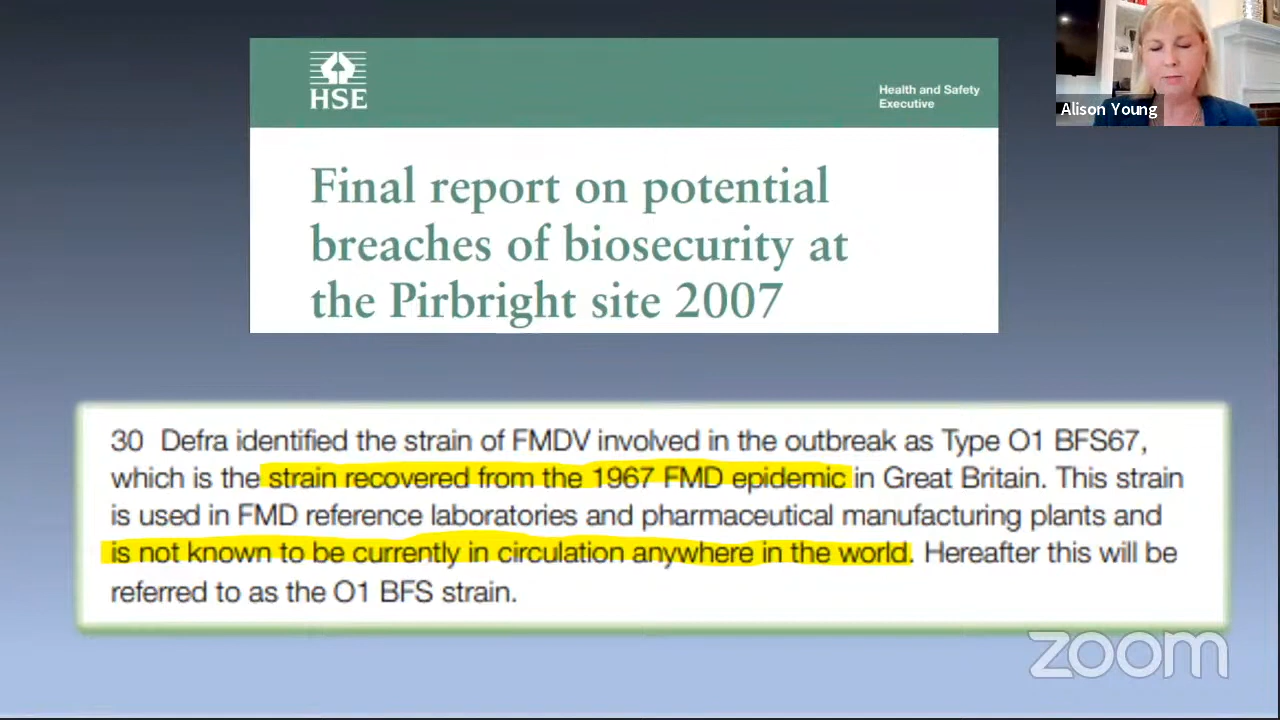 HSE
Health and Safety
Executive
Alison Young
Final report on potential
breaches of biosecurity at
the Pirbright site 2007
30 Defra identified the strain of FMDV involved in the outbreak as Type O1 BFS67,
which is the strain recovered from the 1967 FMD epidemic in Great Britain. This strain
is used in FMD reference laboratories and pharmaceutical manufacturing plants and
is not known to be currently in circulation anywhere in the world. Hereafter this will be
referred to as the O1 BFS strain.
zoom